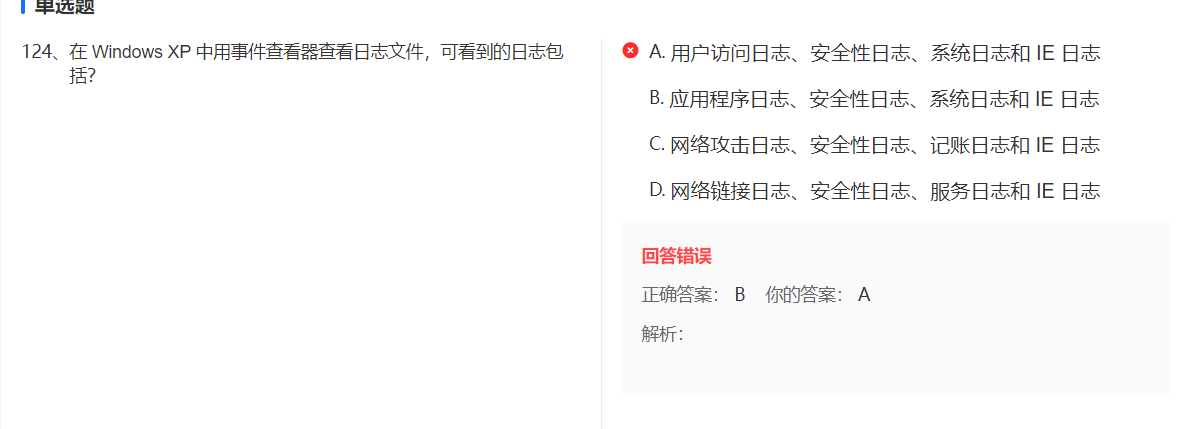 单选题
124、在 Windows XP 中用事件查看器查看日志文件，可看到的日志包
括?
A. 用户访问日志、安全性日志、系统日志和 IE 日志
B. 应用程序日志、安全性日志、系统日志和 IE 日志
C. 网络攻击日志、安全性日志、记账日志和 IE 日志
D. 网络链接日志、安全性日志、服务日志和 IE 日志
回答错误
正确答案： B 你的答案： A
解析：